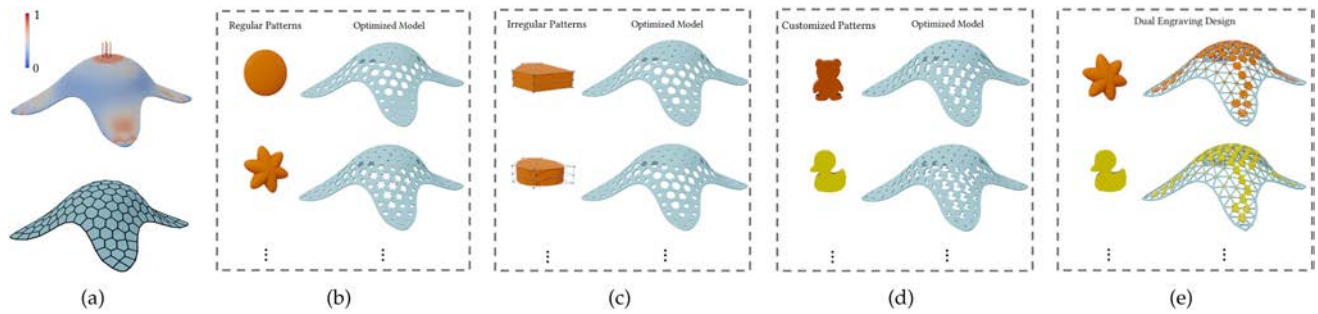 1
0
Regular Patterns Optimized Model
Irregular Patterns Optimized Model
Customized Patterns Optimized Model
Dual Engraving Design
(a) (b) (c) (d) (e)